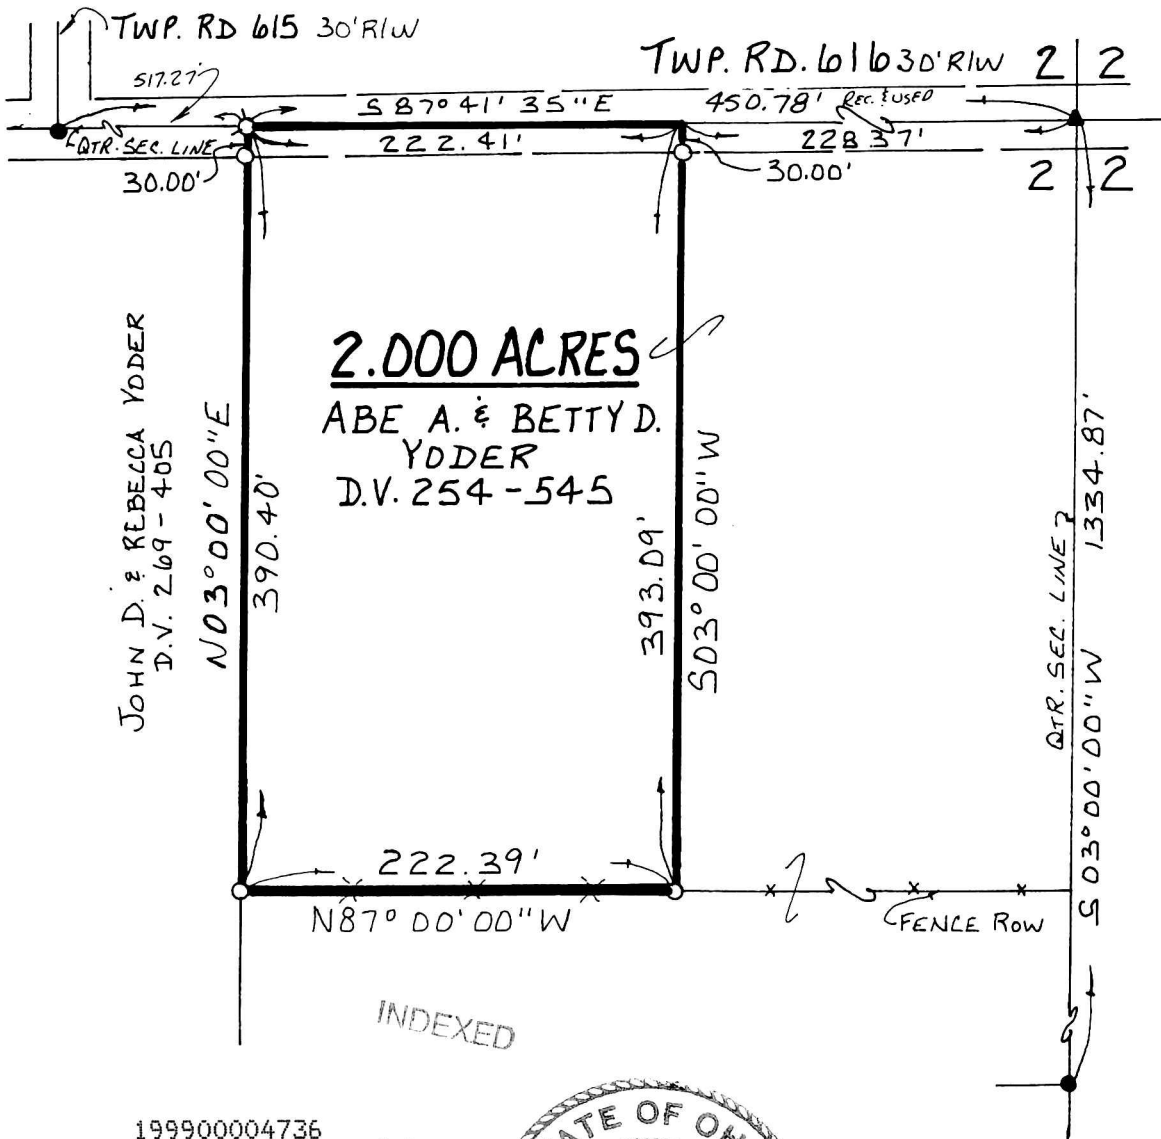 TWP. RD 615 30' R/W
TWP. RD. 616 30' R/W
2 2
517.27'
S 87° 41' 35" E
450.78' REC. & USED
QTR. SEC. LINE
222.41'
228.37'
30.00'
30.00'
2 2
2.000 ACRES
ABE A. & BETTY D.
YODER
D.V. 254-545
JOHN D. & REBECCA YODER
D.V. 269-405
N03° 00' 00" E
390.40'
393.09'
S03° 00' 00" W
QTR. SEC. LINE
1334.87'
S 03° 00' 00" W
222.39'
N87° 00' 00" W
FENCE ROW
INDEXED
199900004736